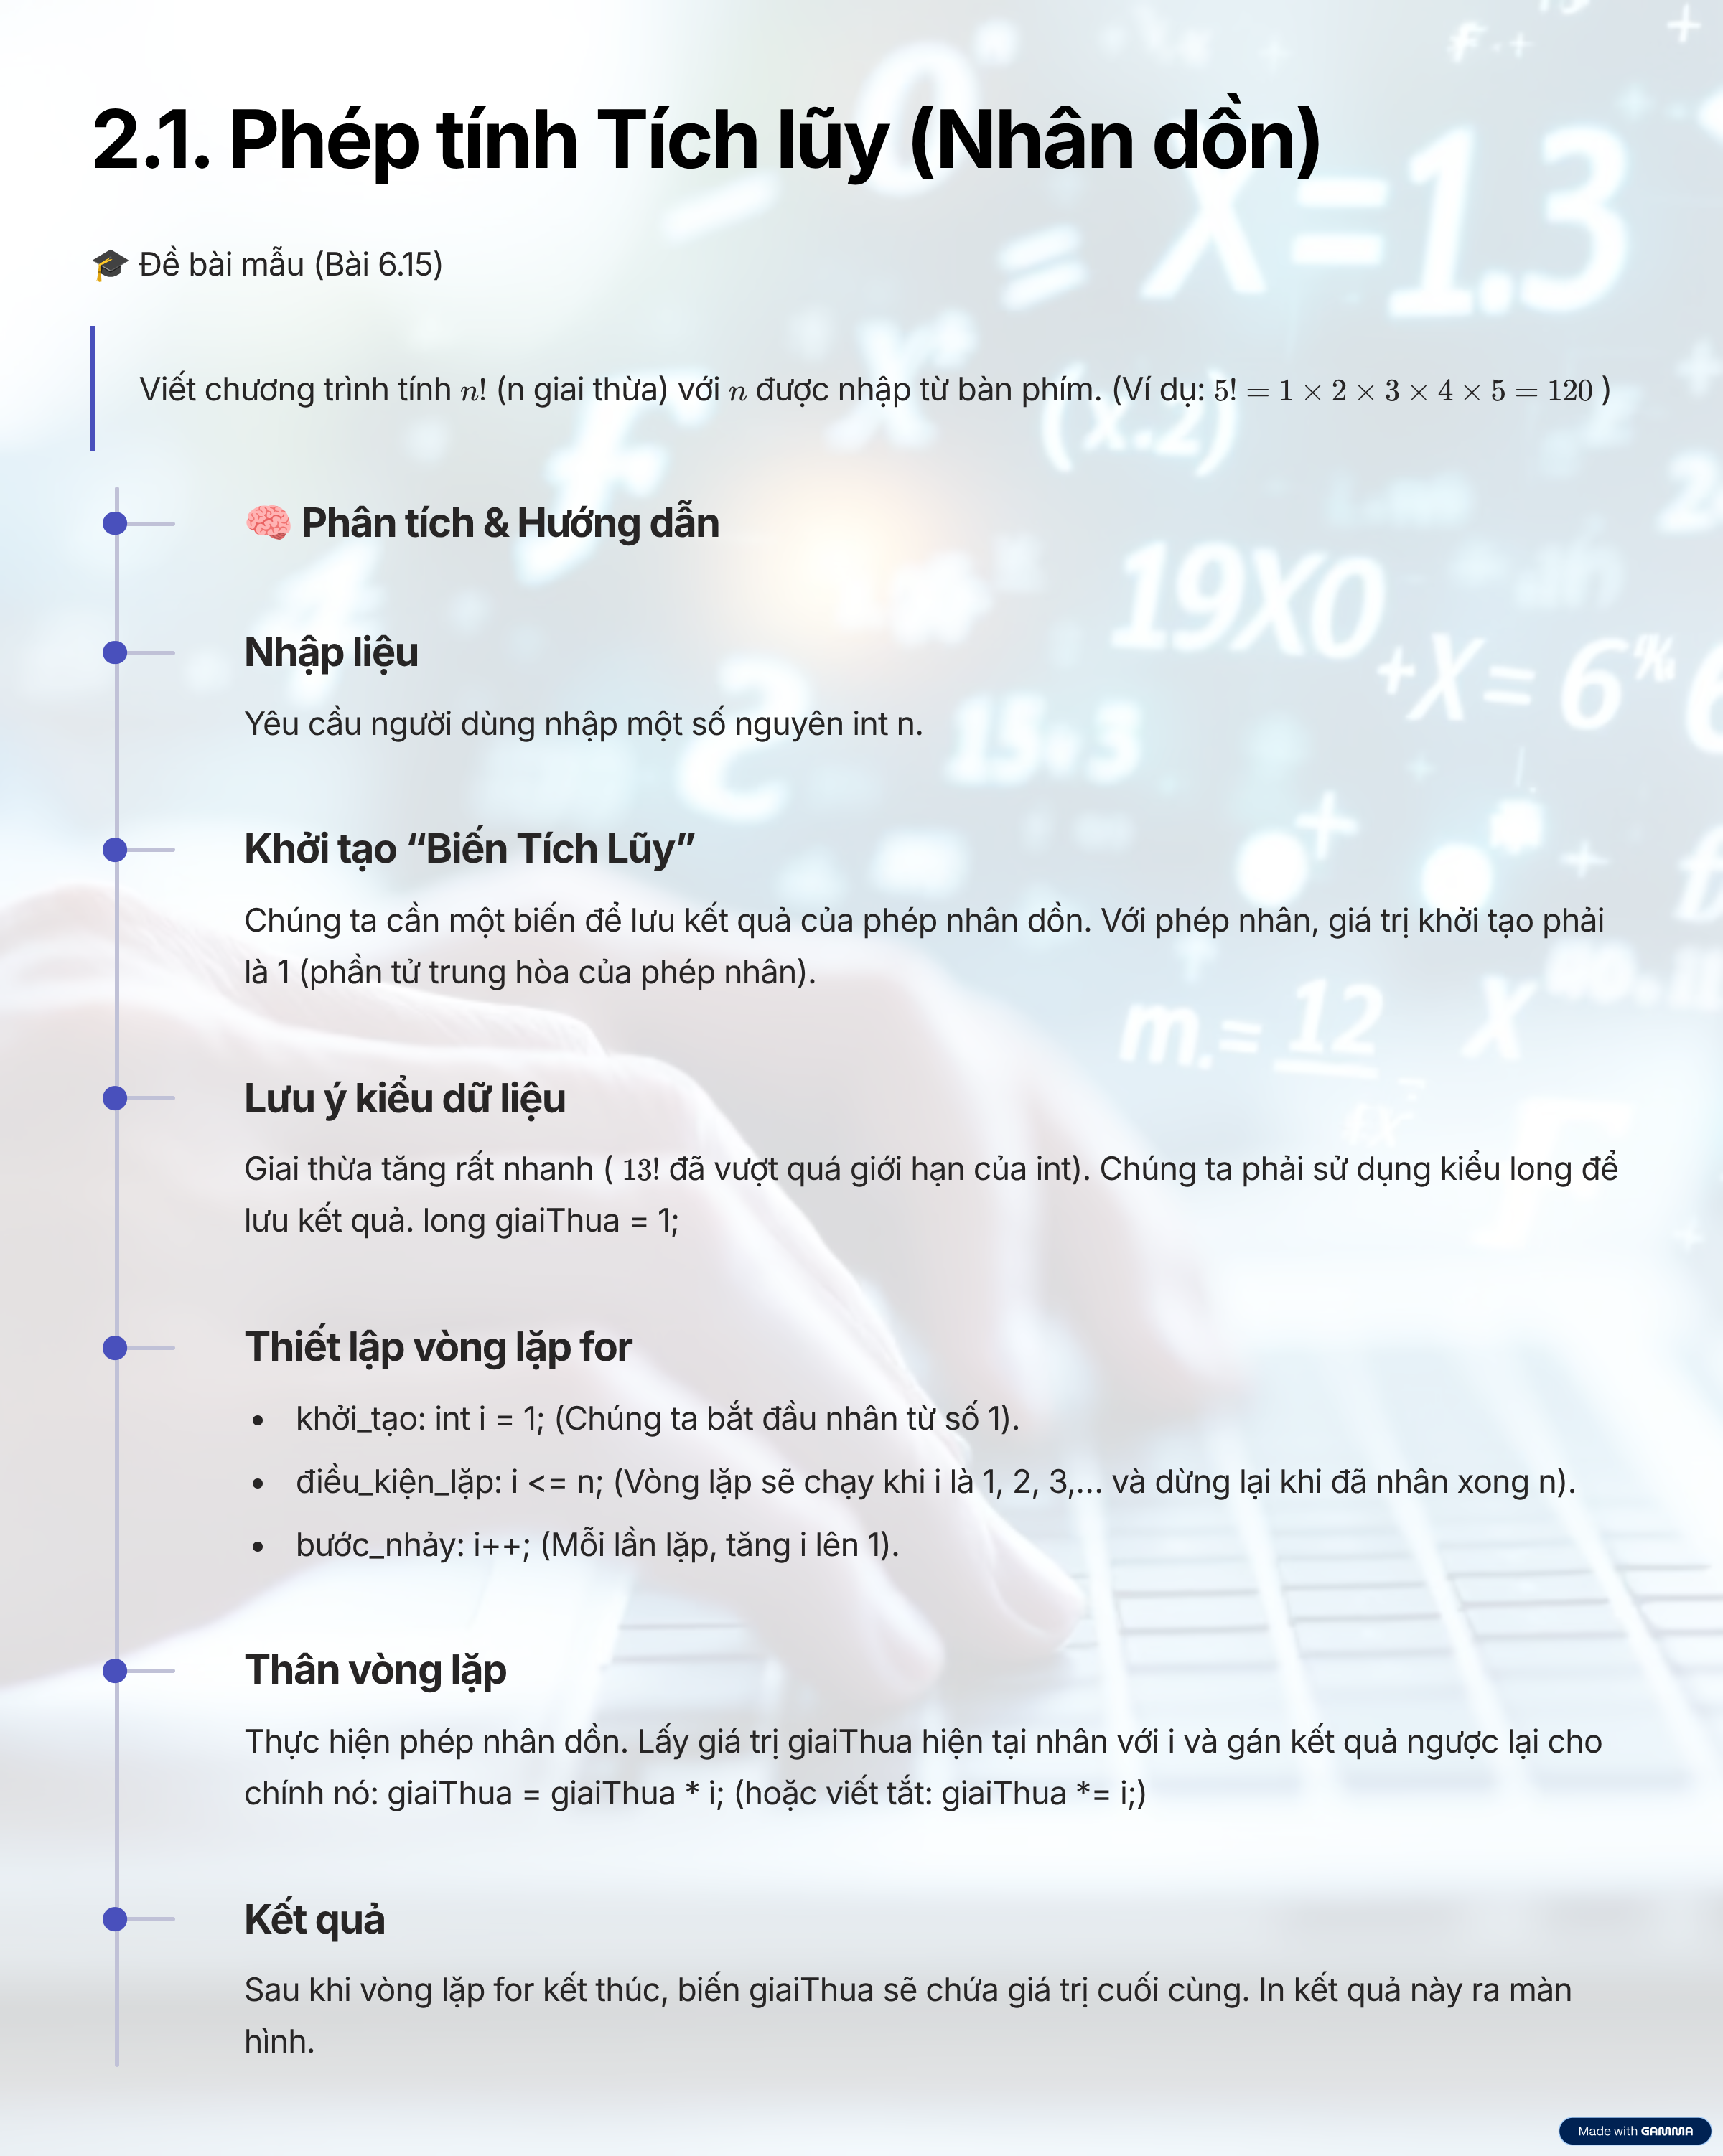 2.1. Phép tính Tích lũy (Nhân dồn)
🎓 Đề bài mẫu (Bài 6.15)
Viết chương trình tính n! (n giai thừa) với n được nhập từ bàn phím. (Ví dụ: 5! = 1 × 2 × 3 × 4 × 5 = 120 )
🧠 Phân tích & Hướng dẫn
Nhập liệu
Yêu cầu người dùng nhập một số nguyên int n.
Khởi tạo “Biến Tích Lũy”
Chúng ta cần một biến để lưu kết quả của phép nhân dồn. Với phép nhân, giá trị khởi tạo phải
là 1 (phần tử trung hòa của phép nhân).
Lưu ý kiểu dữ liệu
Giai thừa tăng rất nhanh ( 13! đã vượt quá giới hạn của int). Chúng ta phải sử dụng kiểu long để
lưu kết quả. long giaiThua = 1;
Thiết lập vòng lặp for
• khởi_tạo: int i = 1; (Chúng ta bắt đầu nhân từ số 1).
• điều_kiện_lặp: i <= n; (Vòng lặp sẽ chạy khi i là 1, 2, 3,... và dừng lại khi đã nhân xong n).
• bước_nhảy: i++; (Mỗi lần lặp, tăng i lên 1).
Thân vòng lặp
Thực hiện phép nhân dồn. Lấy giá trị giaiThua hiện tại nhân với i và gán kết quả ngược lại cho
chính nó: giaiThua = giaiThua * i; (hoặc viết tắt: giaiThua *= i;)
Kết quả
Sau khi vòng lặp for kết thúc, biến giaiThua sẽ chứa giá trị cuối cùng. In kết quả này ra màn
hình.
X=1.3
(x.2)
19X0
+X= 6
15+3
m.= 12
X
Made with GAMMA